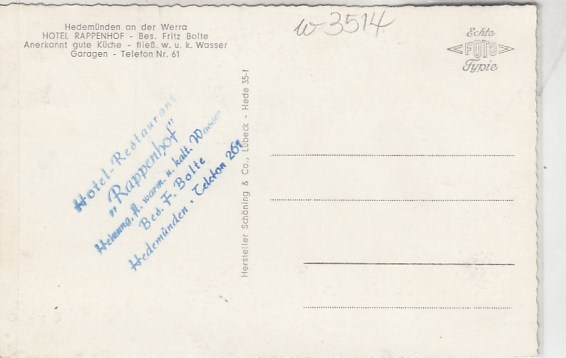 Hedemünden an der Werra
HOTEL RAPPENHOF - Bes. Fritz Bolte
Anerkannt gute Küche - fließ. w. u. k. Wasser
Garagen - Telefon Nr. 61
w 3514
Echte
FOTO
Typie
Hotel-Restaurant
„Rappenhof"
Heizung, fl. warm. u. kalt. Wasser
Bes. F. Bolte
Hedemünden · Telefon 261
Hersteller Schöning & Co., Lübeck - Hede 35-f